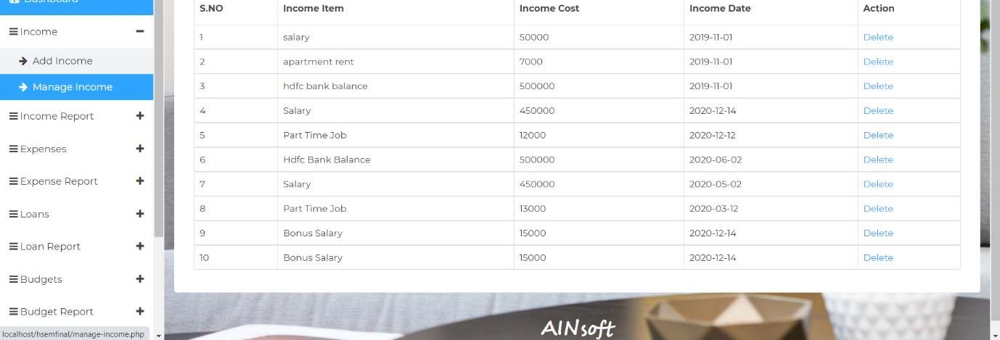 Dashboard
S.NO Income Item Income Cost Income Date Action
Income
1 salary 50000 2019-11-01 Delete
Add Income
2 apartment rent 7000 2019-11-01 Delete
Manage Income
3 hdfc bank balance 500000 2019-11-01 Delete
Income Report
4 Salary 450000 2020-12-14 Delete
5 Part Time Job 12000 2020-12-12 Delete
Expenses
6 Hdfc Bank Balance 500000 2020-06-02 Delete
Expense Report
7 Salary 450000 2020-05-02 Delete
Loans
8 Part Time Job 13000 2020-03-12 Delete
9 Bonus Salary 15000 2020-12-14 Delete
Loan Report
10 Bonus Salary 15000 2020-12-14 Delete
Budgets
Budget Report
AINsoft
localhost/hsemfinal/manage-income.php